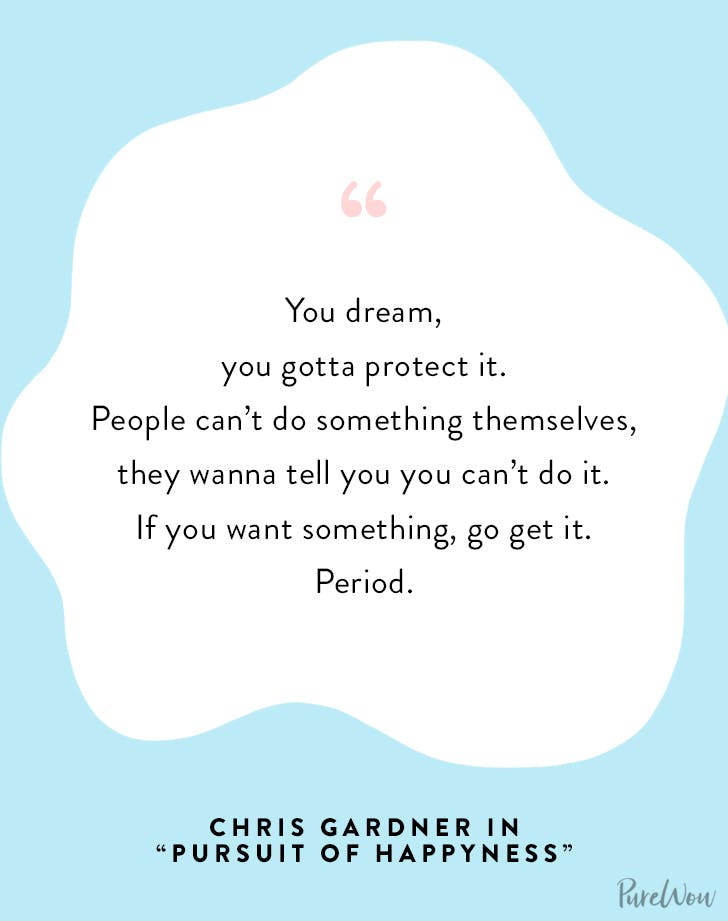 “
You dream,
you gotta protect it.
People can’t do something themselves,
they wanna tell you you can’t do it.
If you want something, go get it.
Period.
CHRIS GARDNER IN
“PURSUIT OF HAPPYNESS”
PureWow